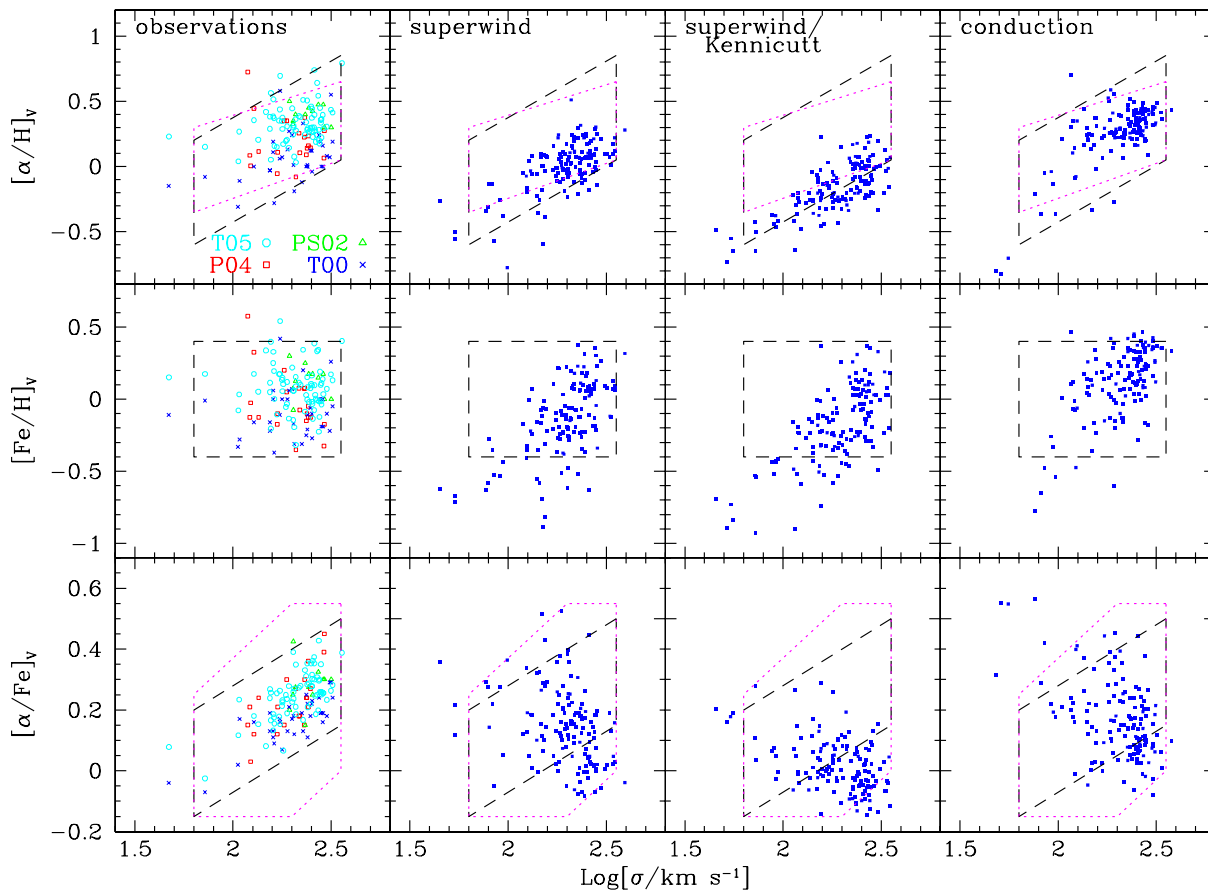 observations
superwind
superwind/
Kennicutt
conduction
1
0.5
0
−0.5
[α/H]ᵥ
T05
PS02
P04
T00
0.5
0
−0.5
−1
[Fe/H]ᵥ
0.6
0.4
0.2
0
−0.2
[α/Fe]ᵥ
1.5 2 2.5 1.5 2 2.5 1.5 2 2.5 1.5 2 2.5
Log[σ/km s⁻¹]